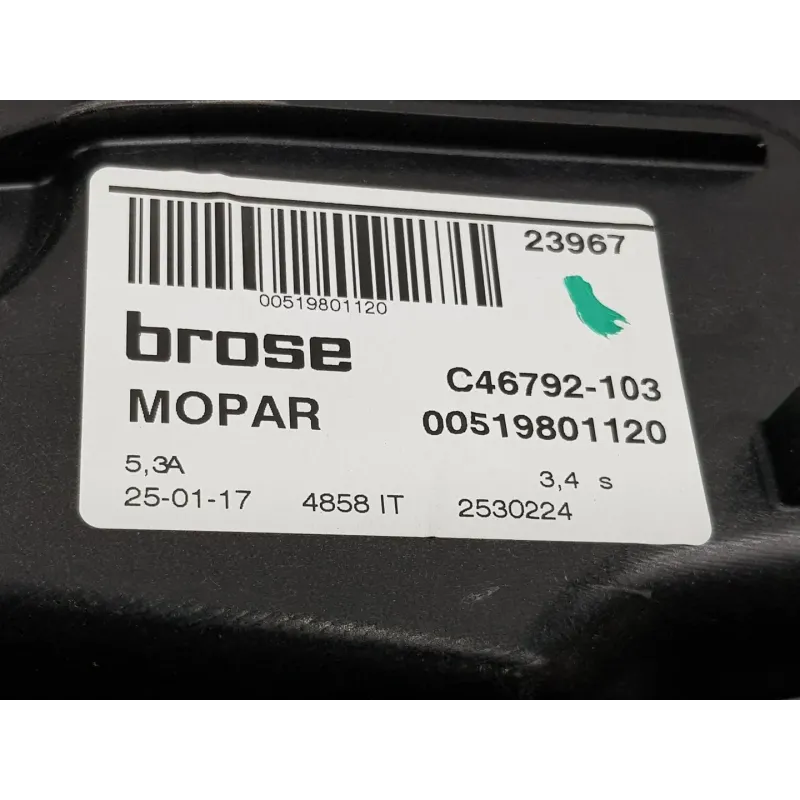 23967
00519801120
brose
C46792-103
MOPAR
00519801120
5,3A
3,4 s
25-01-17 4858 IT 2530224